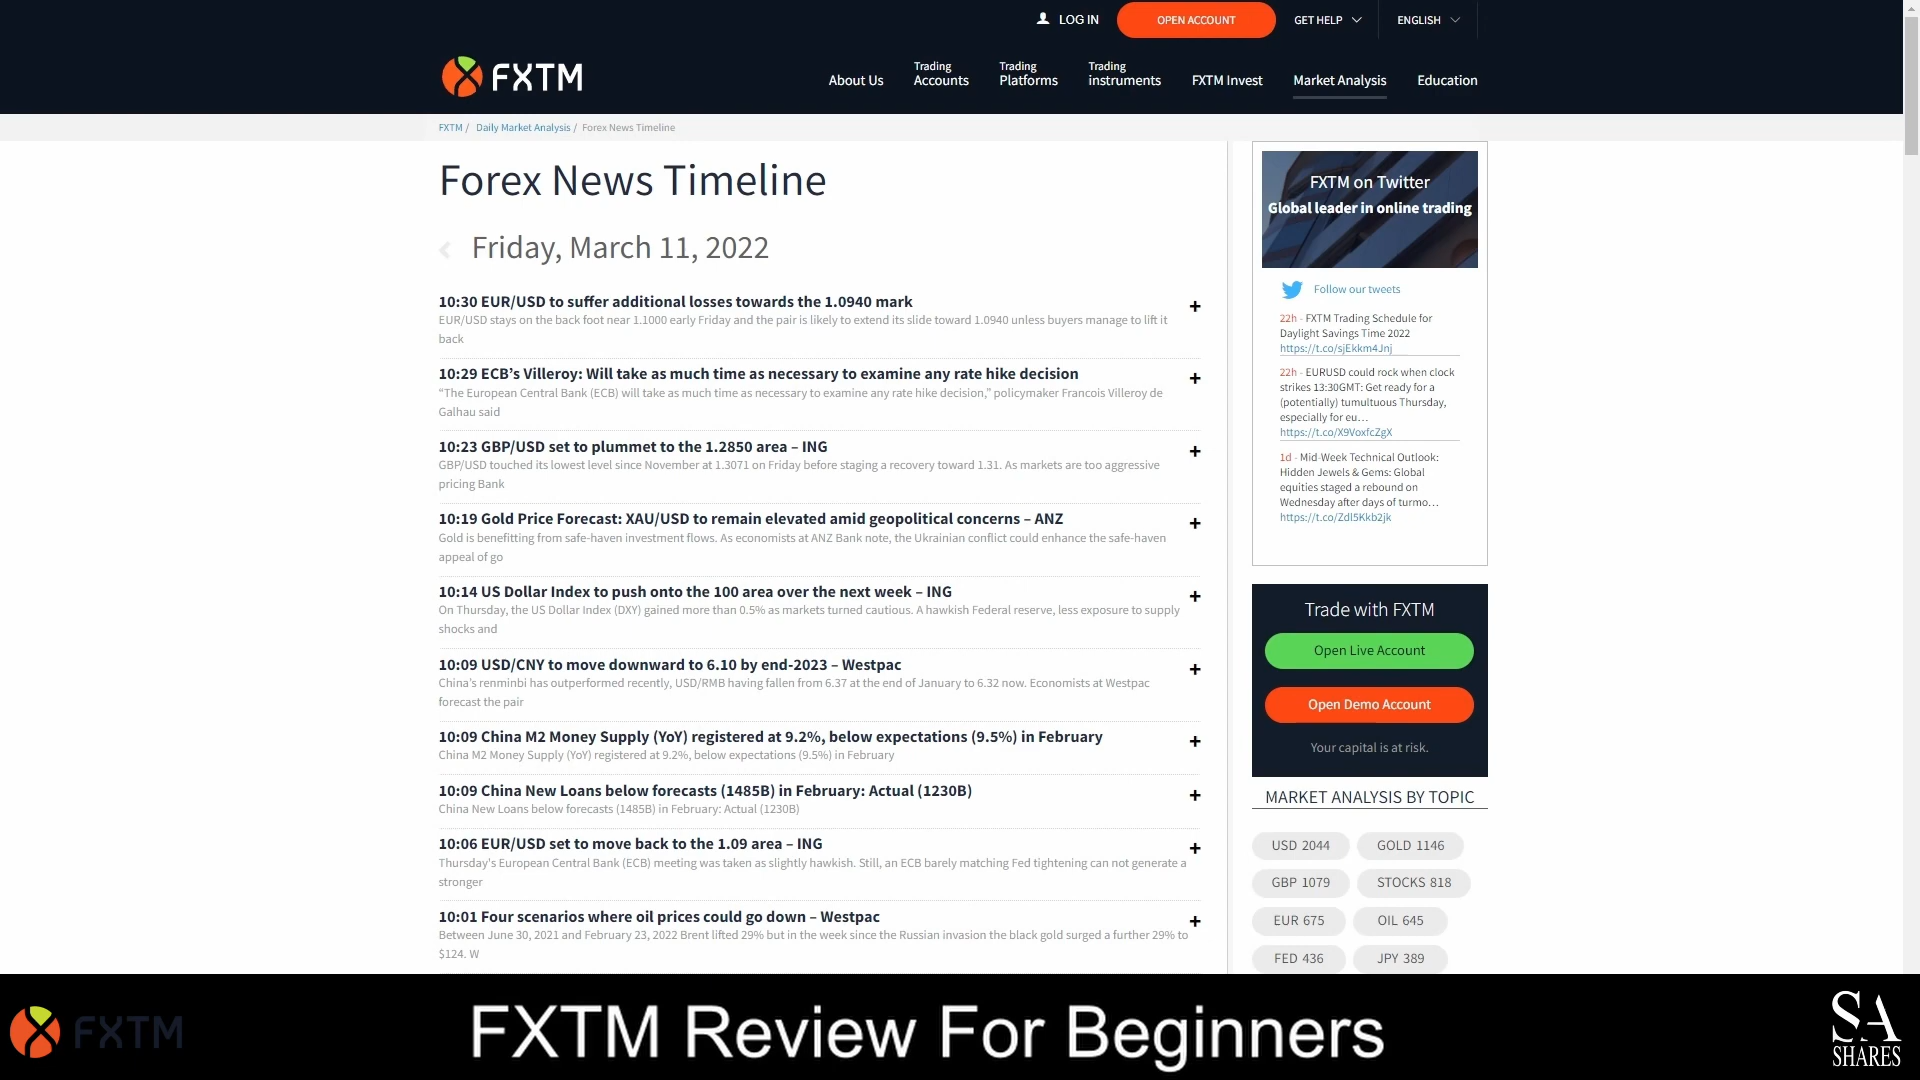 LOG IN
OPEN ACCOUNT
GET HELP
ENGLISH
FXTM
About Us
Trading Accounts
Trading Platforms
Trading instruments
FXTM Invest
Market Analysis
Education
FXTM / Daily Market Analysis / Forex News Timeline
Forex News Timeline
Friday, March 11, 2022
10:30 EUR/USD to suffer additional losses towards the 1.0940 mark
EUR/USD stays on the back foot near 1.1000 early Friday and the pair is likely to extend its slide toward 1.0940 unless buyers manage to lift it
back
10:29 ECB’s Villeroy: Will take as much time as necessary to examine any rate hike decision
“The European Central Bank (ECB) will take as much time as necessary to examine any rate hike decision,” policymaker Francois Villeroy de
Galhau said
10:23 GBP/USD set to plummet to the 1.2850 area – ING
GBP/USD touched its lowest level since November at 1.3071 on Friday before staging a recovery toward 1.31. As markets are too aggressive
pricing Bank
10:19 Gold Price Forecast: XAU/USD to remain elevated amid geopolitical concerns – ANZ
Gold is benefitting from safe-haven investment flows. As economists at ANZ Bank note, the Ukrainian conflict could enhance the safe-haven
appeal of go
10:14 US Dollar Index to push onto the 100 area over the next week – ING
On Thursday, the US Dollar Index (DXY) gained more than 0.5% as markets turned cautious. A hawkish Federal reserve, less exposure to supply
shocks and
10:09 USD/CNY to move downward to 6.10 by end-2023 – Westpac
China’s renminbi has outperformed recently, USD/RMB having fallen from 6.37 at the end of January to 6.32 now. Economists at Westpac
forecast the pair
10:09 China M2 Money Supply (YoY) registered at 9.2%, below expectations (9.5%) in February
China M2 Money Supply (YoY) registered at 9.2%, below expectations (9.5%) in February
10:09 China New Loans below forecasts (1485B) in February: Actual (1230B)
China New Loans below forecasts (1485B) in February: Actual (1230B)
10:06 EUR/USD set to move back to the 1.09 area – ING
Thursday's European Central Bank (ECB) meeting was taken as slightly hawkish. Still, an ECB barely matching Fed tightening can not generate a
stronger
10:01 Four scenarios where oil prices could go down – Westpac
Between June 30, 2021 and February 23, 2022 Brent lifted 29% but in the week since the Russian invasion the black gold surged a further 29% to
$124. W
FXTM on Twitter
Global leader in online trading
Follow our tweets
22h - FXTM Trading Schedule for
Daylight Savings Time 2022
https://t.co/sjEkkm4Jnj
22h - EURUSD could rock when clock
strikes 13:30GMT: Get ready for a
(potentially) tumultuous Thursday,
especially for eu…
https://t.co/X9VoxfcZgX
1d - Mid-Week Technical Outlook:
Hidden Jewels & Gems: Global
equities staged a rebound on
Wednesday after days of turmo…
https://t.co/Zdl5Kkb2jk
Trade with FXTM
Open Live Account
Open Demo Account
Your capital is at risk.
MARKET ANALYSIS BY TOPIC
USD 2044
GOLD 1146
GBP 1079
STOCKS 818
EUR 675
OIL 645
FED 436
JPY 389
FXTM
FXTM Review For Beginners
SA
SHARES